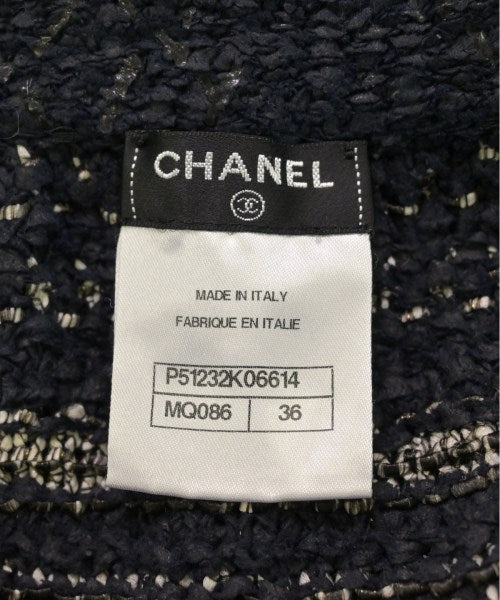 CHANEL
MADE IN ITALY
FABRIQUE EN ITALIE
P51232K06614
MQ086 36